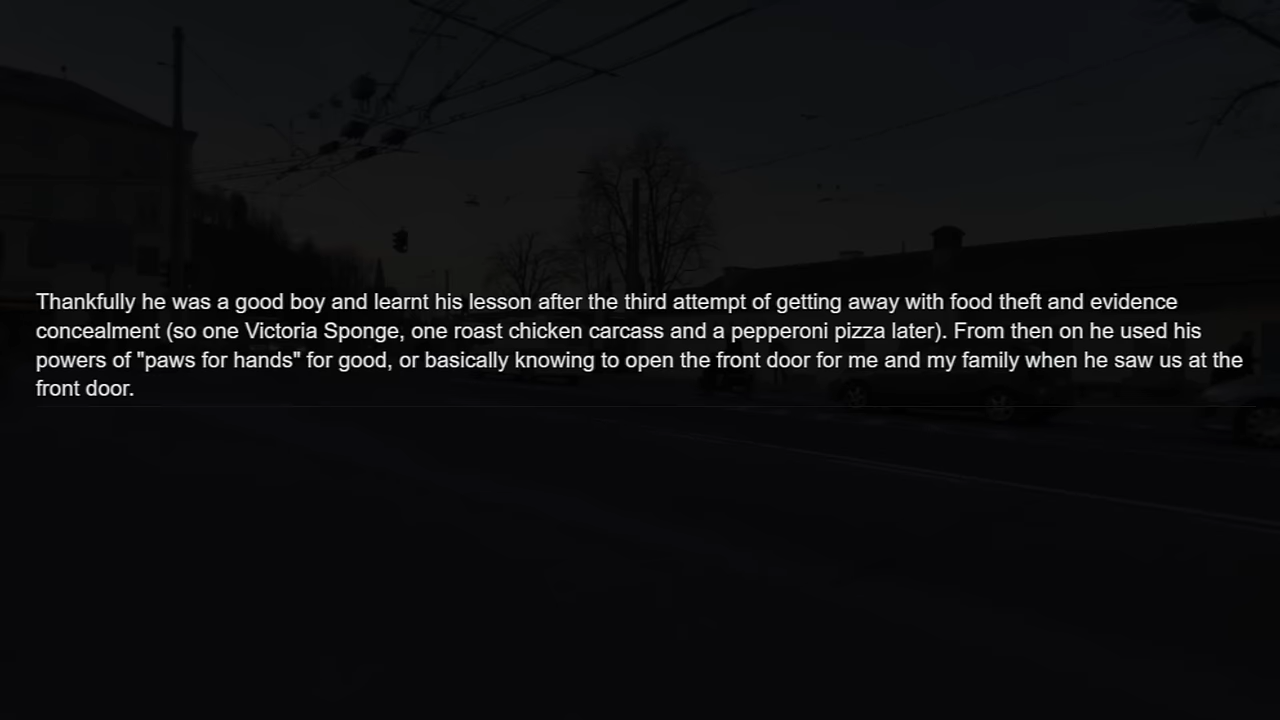 Thankfully he was a good boy and learnt his lesson after the third attempt of getting away with food theft and evidence
concealment (so one Victoria Sponge, one roast chicken carcass and a pepperoni pizza later). From then on he used his
powers of "paws for hands" for good, or basically knowing to open the front door for me and my family when he saw us at the
front door.